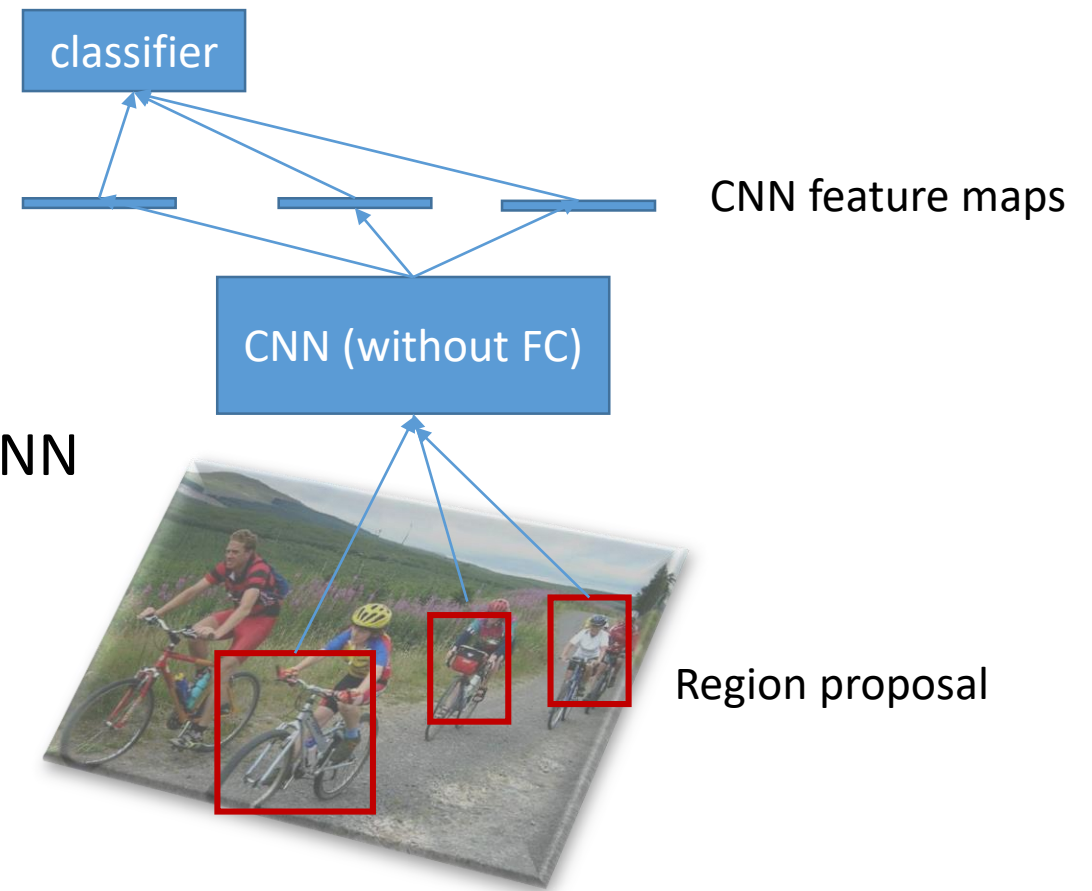 classifier
CNN feature maps
CNN (without FC)
NN
Region proposal